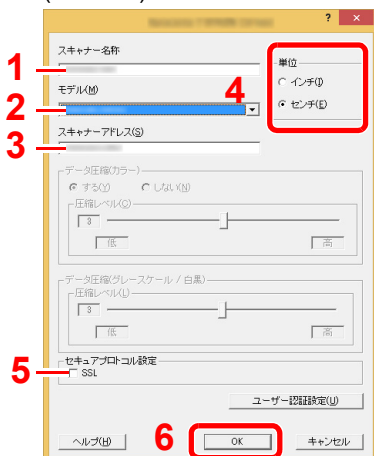 ? ×
スキャナー名称
1
単位
インチ(I)
センチ(E)
モデル(M)
4
2
スキャナーアドレス(S)
3
データ圧縮(カラー)
する(Y) しない(N)
圧縮レベル(C)
3
低 高
データ圧縮(グレースケール / 白黒)
圧縮レベル(L)
3
低 高
セキュアプロトコル設定
5
SSL
ユーザー認証設定(U)
ヘルプ(H) 6 OK キャンセル